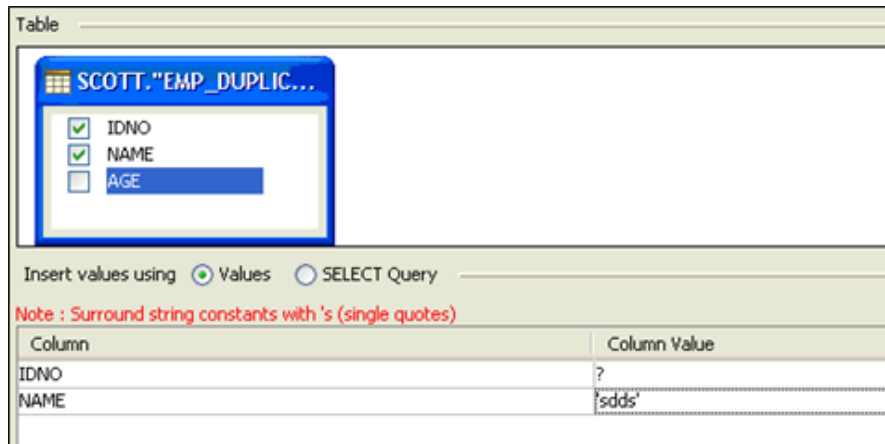 Table
SCOTT."EMP_DUPLIC...
IDNO
NAME
AGE
Insert values using Values SELECT Query
Note : Surround string constants with 's (single quotes)
Column Column Value
IDNO ?
NAME 'sdds'